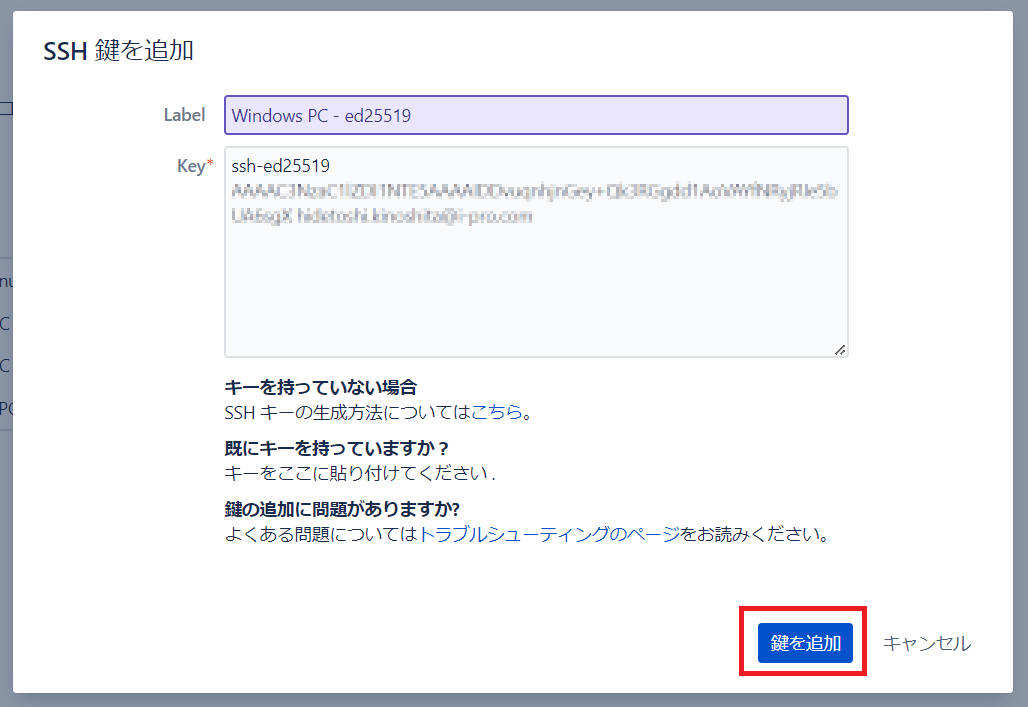 SSH 鍵を追加
Label
Windows PC - ed25519
Key*
ssh-ed25519
キーを持っていない場合
SSH キーの生成方法についてはこちら。
既にキーを持っていますか？
キーをここに貼り付けてください .
鍵の追加に問題がありますか?
よくある問題についてはトラブルシューティングのページをお読みください。
鍵を追加
キャンセル